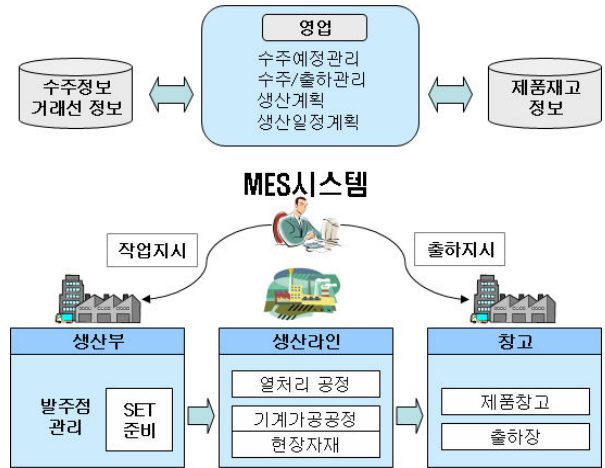 영업
수주예정관리
수주/출하관리
생산계획
생산일정계획
수주정보
거래선 정보
제품재고
정보
MES시스템
작업지시
출하지시
생산부
발주점
관리
SET
준비
생산라인
열처리 공정
기계가공공정
현장자재
창고
제품창고
출하장